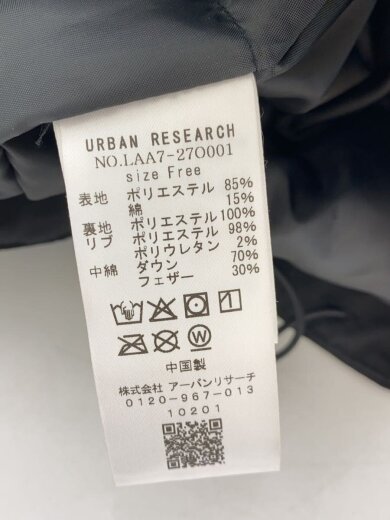 URBAN RESEARCH
NO.LAA7-27O001
size Free
表地 ポリエステル 85%
綿 15%
裏地 ポリエステル 100%
リブ ポリエステル 98%
ポリウレタン 2%
中綿 ダウン 70%
フェザー 30%
W
中国製
株式会社 アーバンリサーチ
0120-967-013
10201